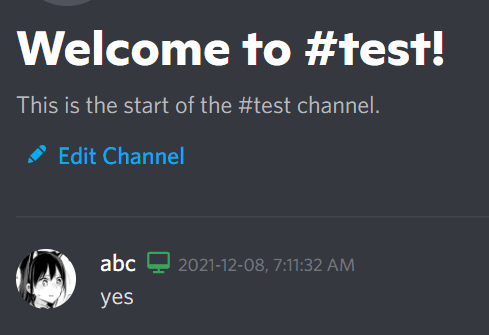 Welcome to #test!
This is the start of the #test channel.
Edit Channel
abc 2021-12-08, 7:11:32 AM
yes